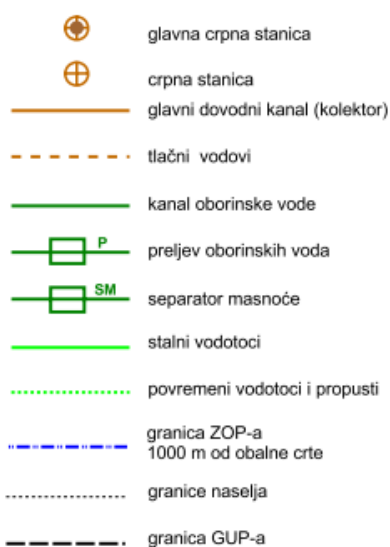 glavna crpna stanica
crpna stanica
glavni dovodni kanal (kolektor)
tlačni vodovi
kanal oborinske vode
P preljev oborinskih voda
SM separator masnoće
stalni vodotoci
povremeni vodotoci i propusti
granica ZOP-a
1000 m od obalne crte
granice naselja
granica GUP-a